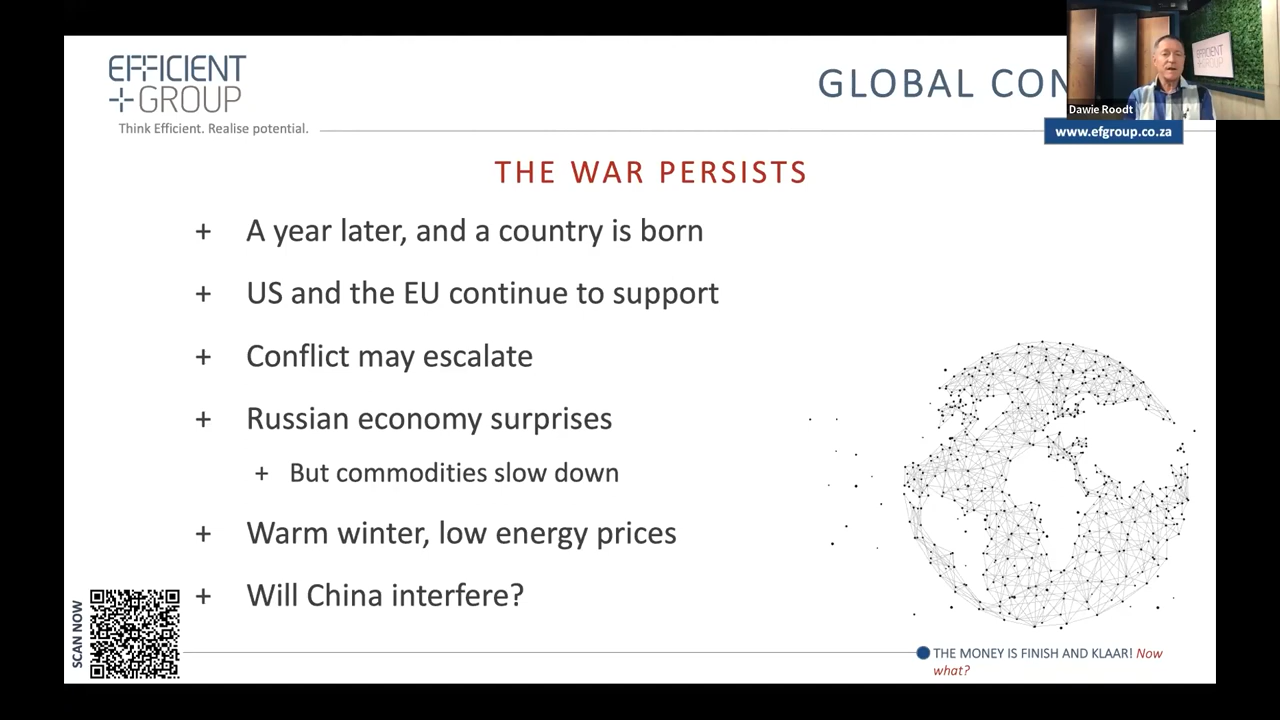 EFFICIENT
GROUP
Think Efficient. Realise potential.
GLOBAL CON
EFFICIENT
GROUP
Dawie Roodt
www.efgroup.co.za
THE WAR PERSISTS
+ A year later, and a country is born
+ US and the EU continue to support
+ Conflict may escalate
+ Russian economy surprises
+ But commodities slow down
+ Warm winter, low energy prices
+ Will China interfere?
SCAN NOW
THE MONEY IS FINISH AND KLAAR! Now
what?